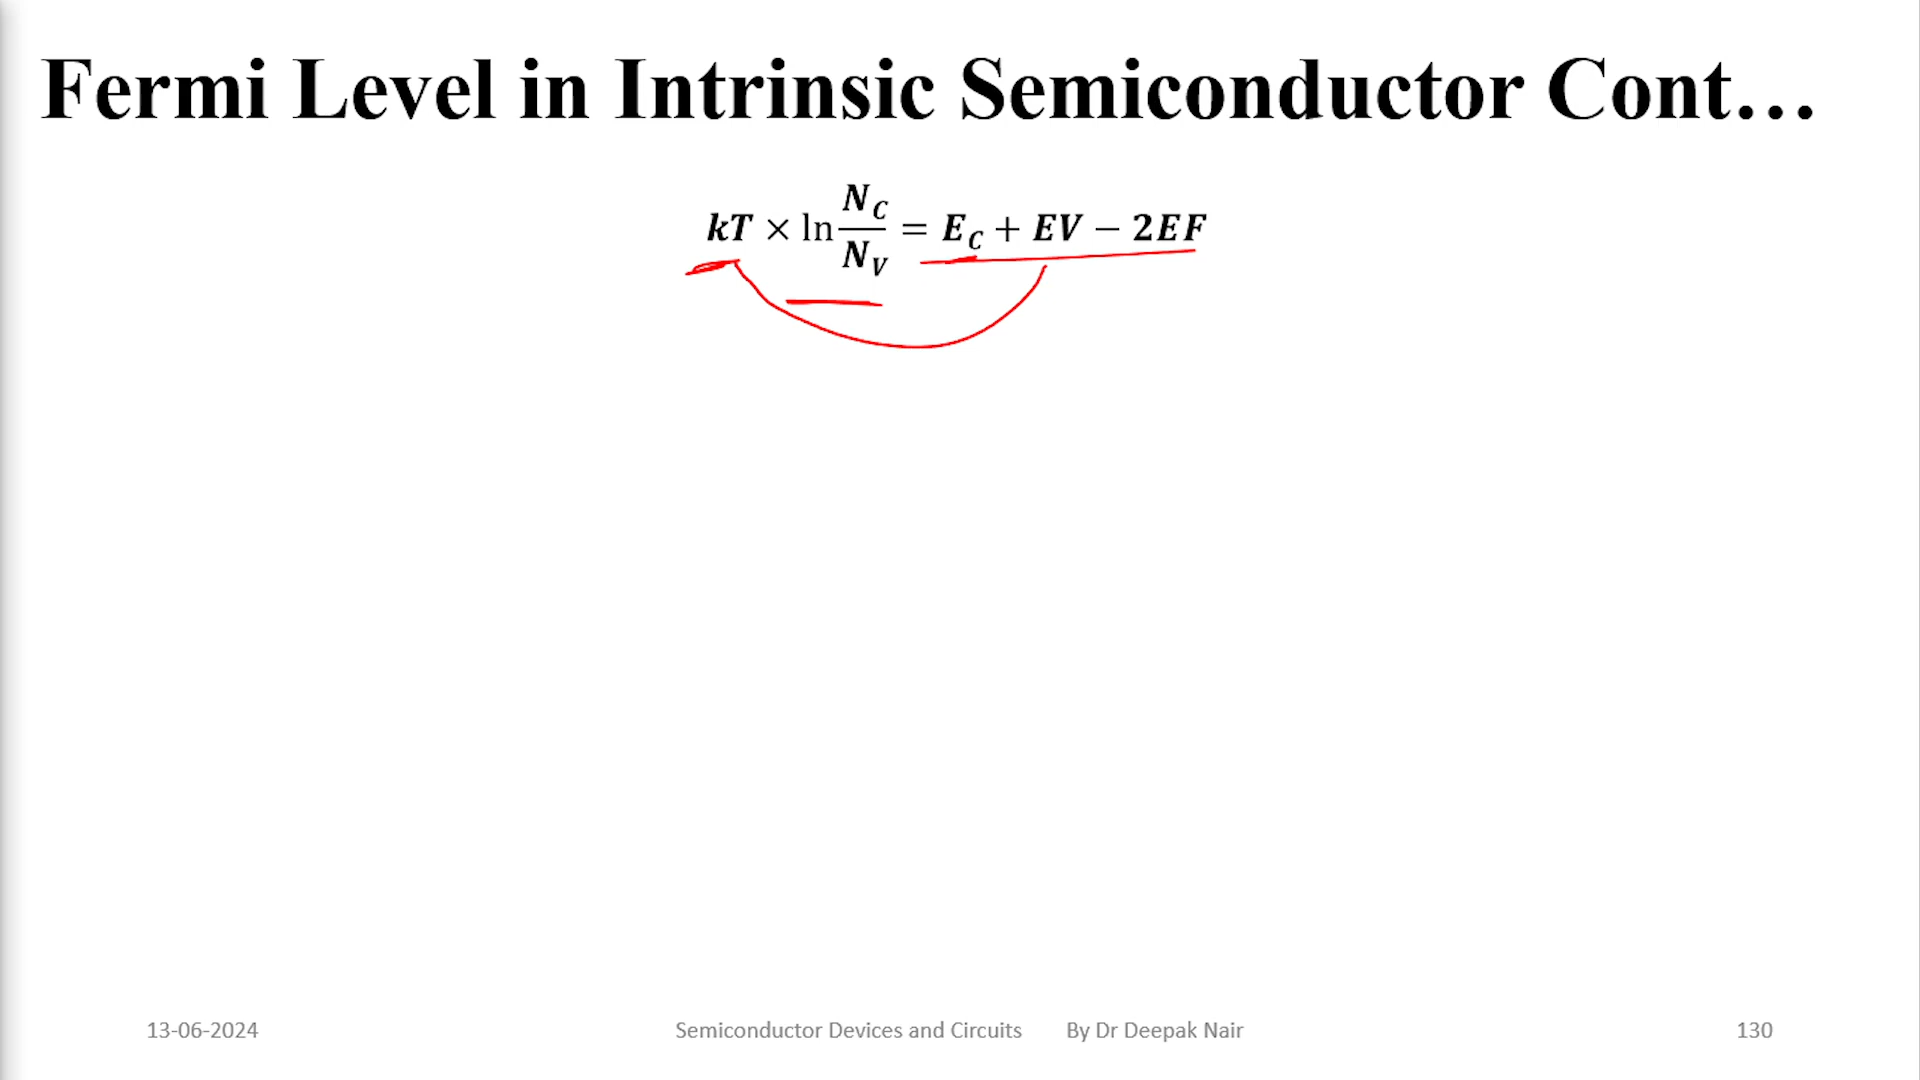 Fermi Level in Intrinsic Semiconductor Cont…
kT × ln N_C/N_V = E_C + EV − 2EF
13-06-2024 Semiconductor Devices and Circuits By Dr Deepak Nair 130